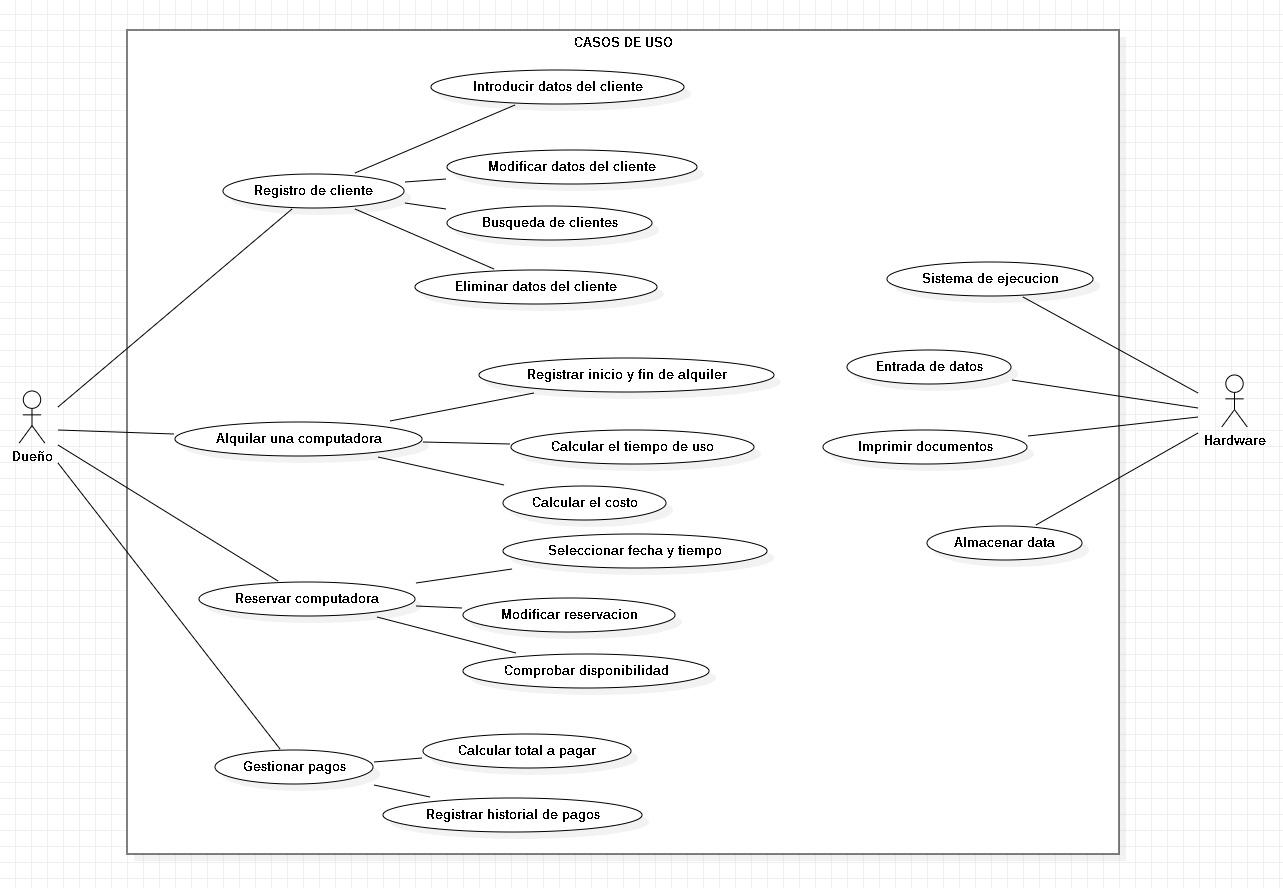 CASOS DE USO
Introducir datos del cliente
Modificar datos del cliente
Registro de cliente
Busqueda de clientes
Eliminar datos del cliente
Sistema de ejecucion
Registrar inicio y fin de alquiler
Entrada de datos
Alquilar una computadora
Calcular el tiempo de uso
Imprimir documentos
Hardware
Dueño
Calcular el costo
Seleccionar fecha y tiempo
Almacenar data
Reservar computadora
Modificar reservacion
Comprobar disponibilidad
Calcular total a pagar
Gestionar pagos
Registrar historial de pagos